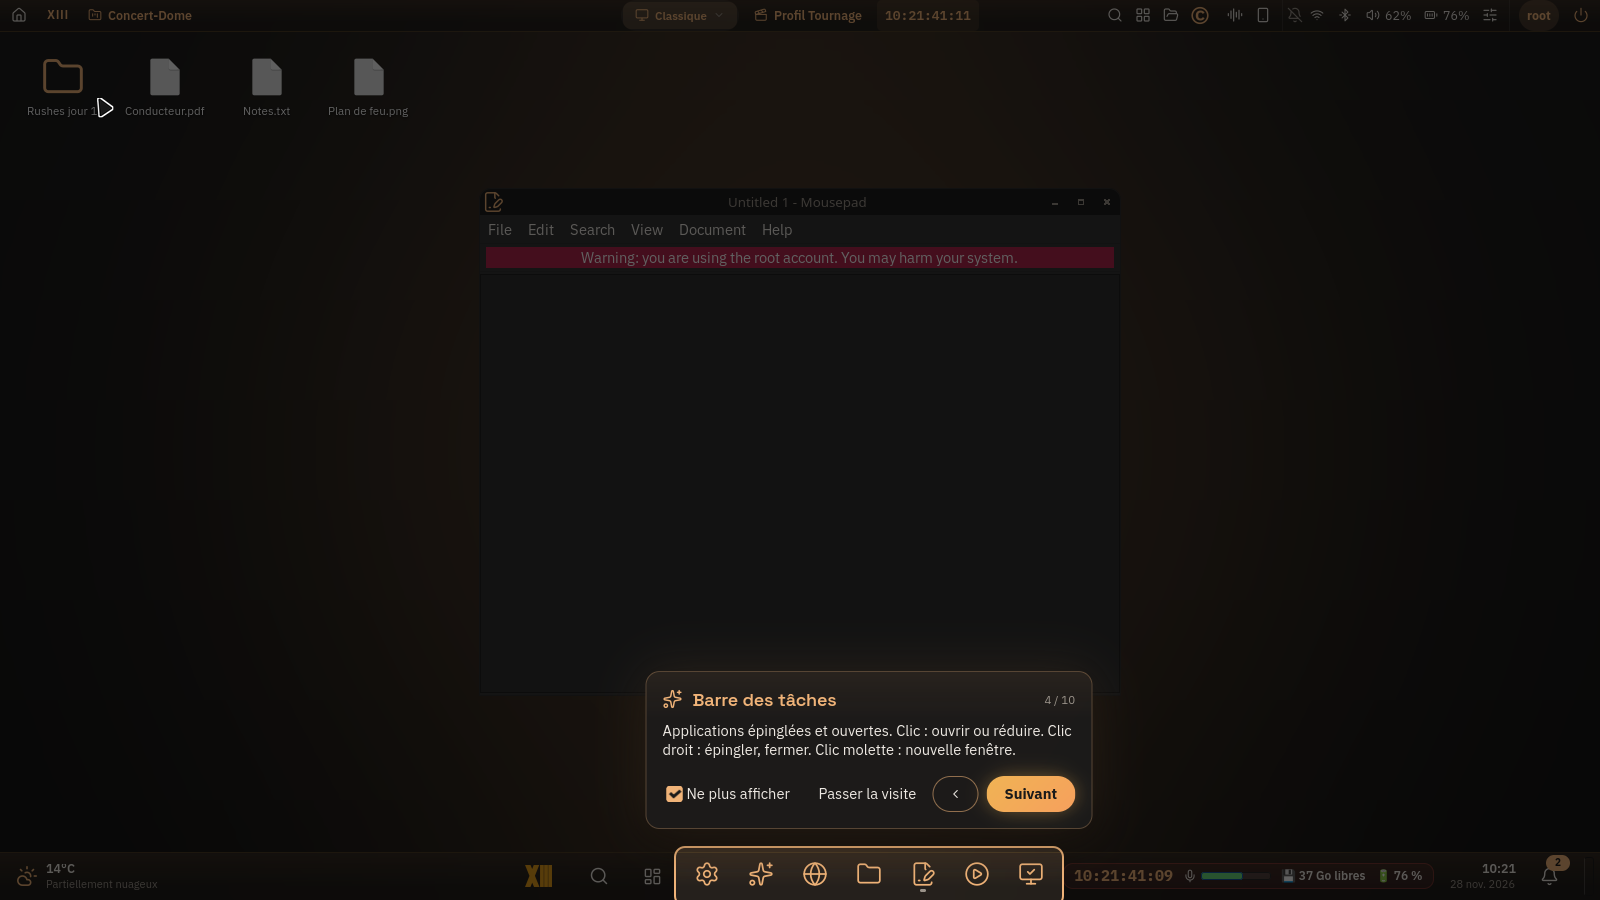 XIII
Concert-Dome
Classique
Profil Tournage
10:21:41:11
62%
76%
root
Rushes jour 1
Conducteur.pdf
Notes.txt
Plan de feu.png
Untitled 1 - Mousepad
File Edit Search View Document Help
Warning: you are using the root account. You may harm your system.
Barre des tâches
4 / 10
Applications épinglées et ouvertes. Clic : ouvrir ou réduire. Clic
droit : épingler, fermer. Clic molette : nouvelle fenêtre.
Ne plus afficher
Passer la visite
Suivant
14°C
Partiellement nuageux
XIII
10:21:41:09
37 Go libres
76 %
10:21
28 nov. 2026
2